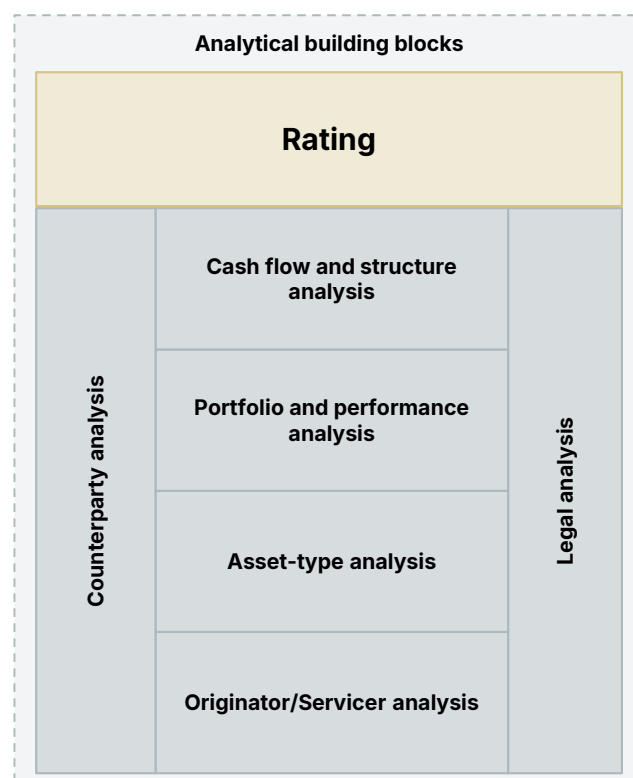 Analytical building blocks
Rating
Counterparty analysis
Cash flow and structure
analysis
Portfolio and performance
analysis
Asset-type analysis
Originator/Servicer analysis
Legal analysis